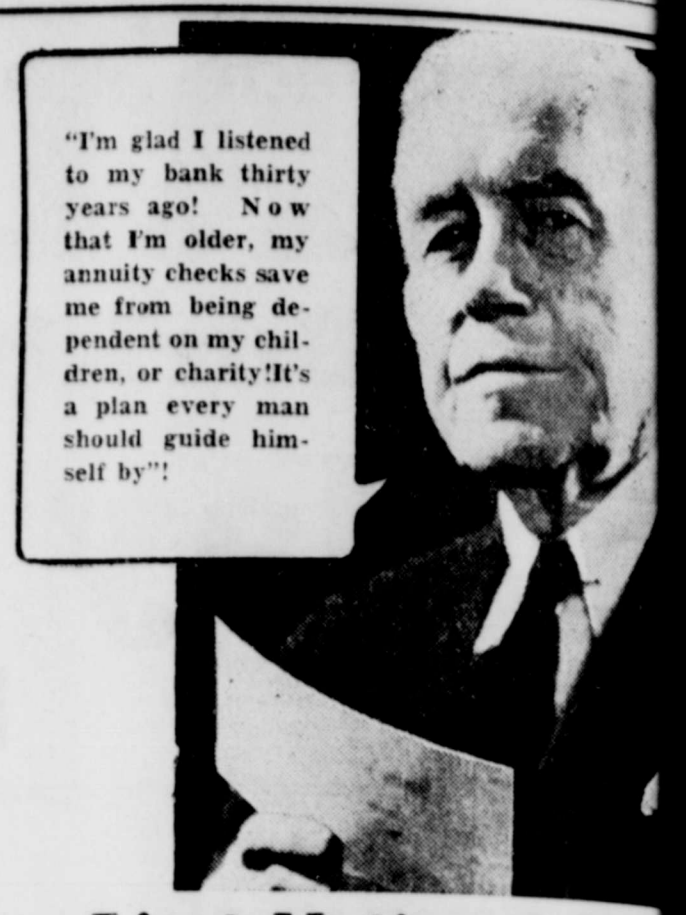 "I'm glad I listened
to my bank thirty
years ago! Now
that I'm older, my
annuity checks save
me from being de-
pendent on my chil-
dren, or charity!It's
a plan every man
should guide him-
self by"!